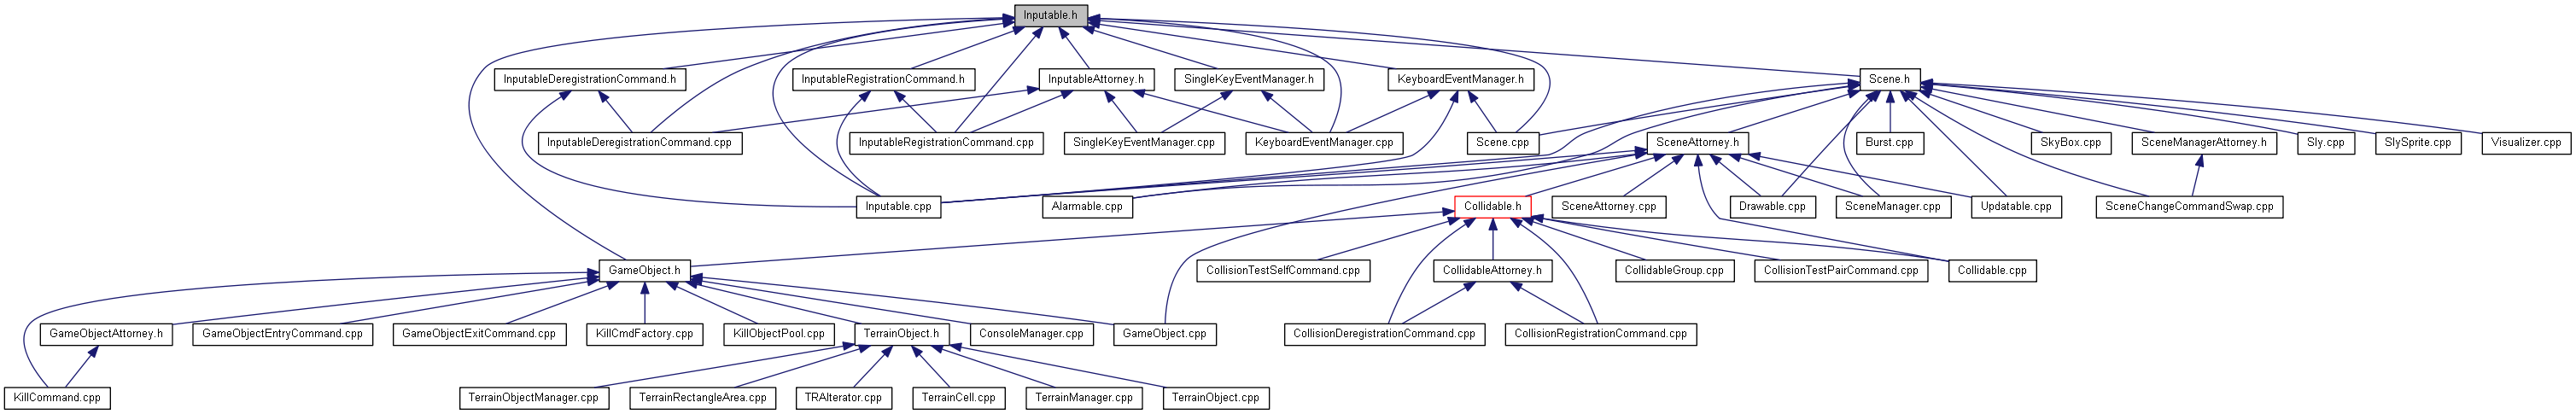 Inputable.h
InputableDeregistrationCommand.h
InputableRegistrationCommand.h
InputableAttorney.h
SingleKeyEventManager.h
KeyboardEventManager.h
Scene.h
InputableDeregistrationCommand.cpp
InputableRegistrationCommand.cpp
SingleKeyEventManager.cpp
KeyboardEventManager.cpp
Scene.cpp
SceneAttorney.h
Burst.cpp
SkyBox.cpp
SceneManagerAttorney.h
Sly.cpp
SlySprite.cpp
Visualizer.cpp
Inputable.cpp
Alarmable.cpp
Collidable.h
SceneAttorney.cpp
Drawable.cpp
SceneManager.cpp
Updatable.cpp
SceneChangeCommandSwap.cpp
GameObject.h
CollisionTestSelfCommand.cpp
CollidableAttorney.h
CollidableGroup.cpp
CollisionTestPairCommand.cpp
Collidable.cpp
GameObjectAttorney.h
GameObjectEntryCommand.cpp
GameObjectExitCommand.cpp
KillCmdFactory.cpp
KillObjectPool.cpp
TerrainObject.h
ConsoleManager.cpp
GameObject.cpp
CollisionDeregistrationCommand.cpp
CollisionRegistrationCommand.cpp
KillCommand.cpp
TerrainObjectManager.cpp
TerrainRectangleArea.cpp
TRAIterator.cpp
TerrainCell.cpp
TerrainManager.cpp
TerrainObject.cpp